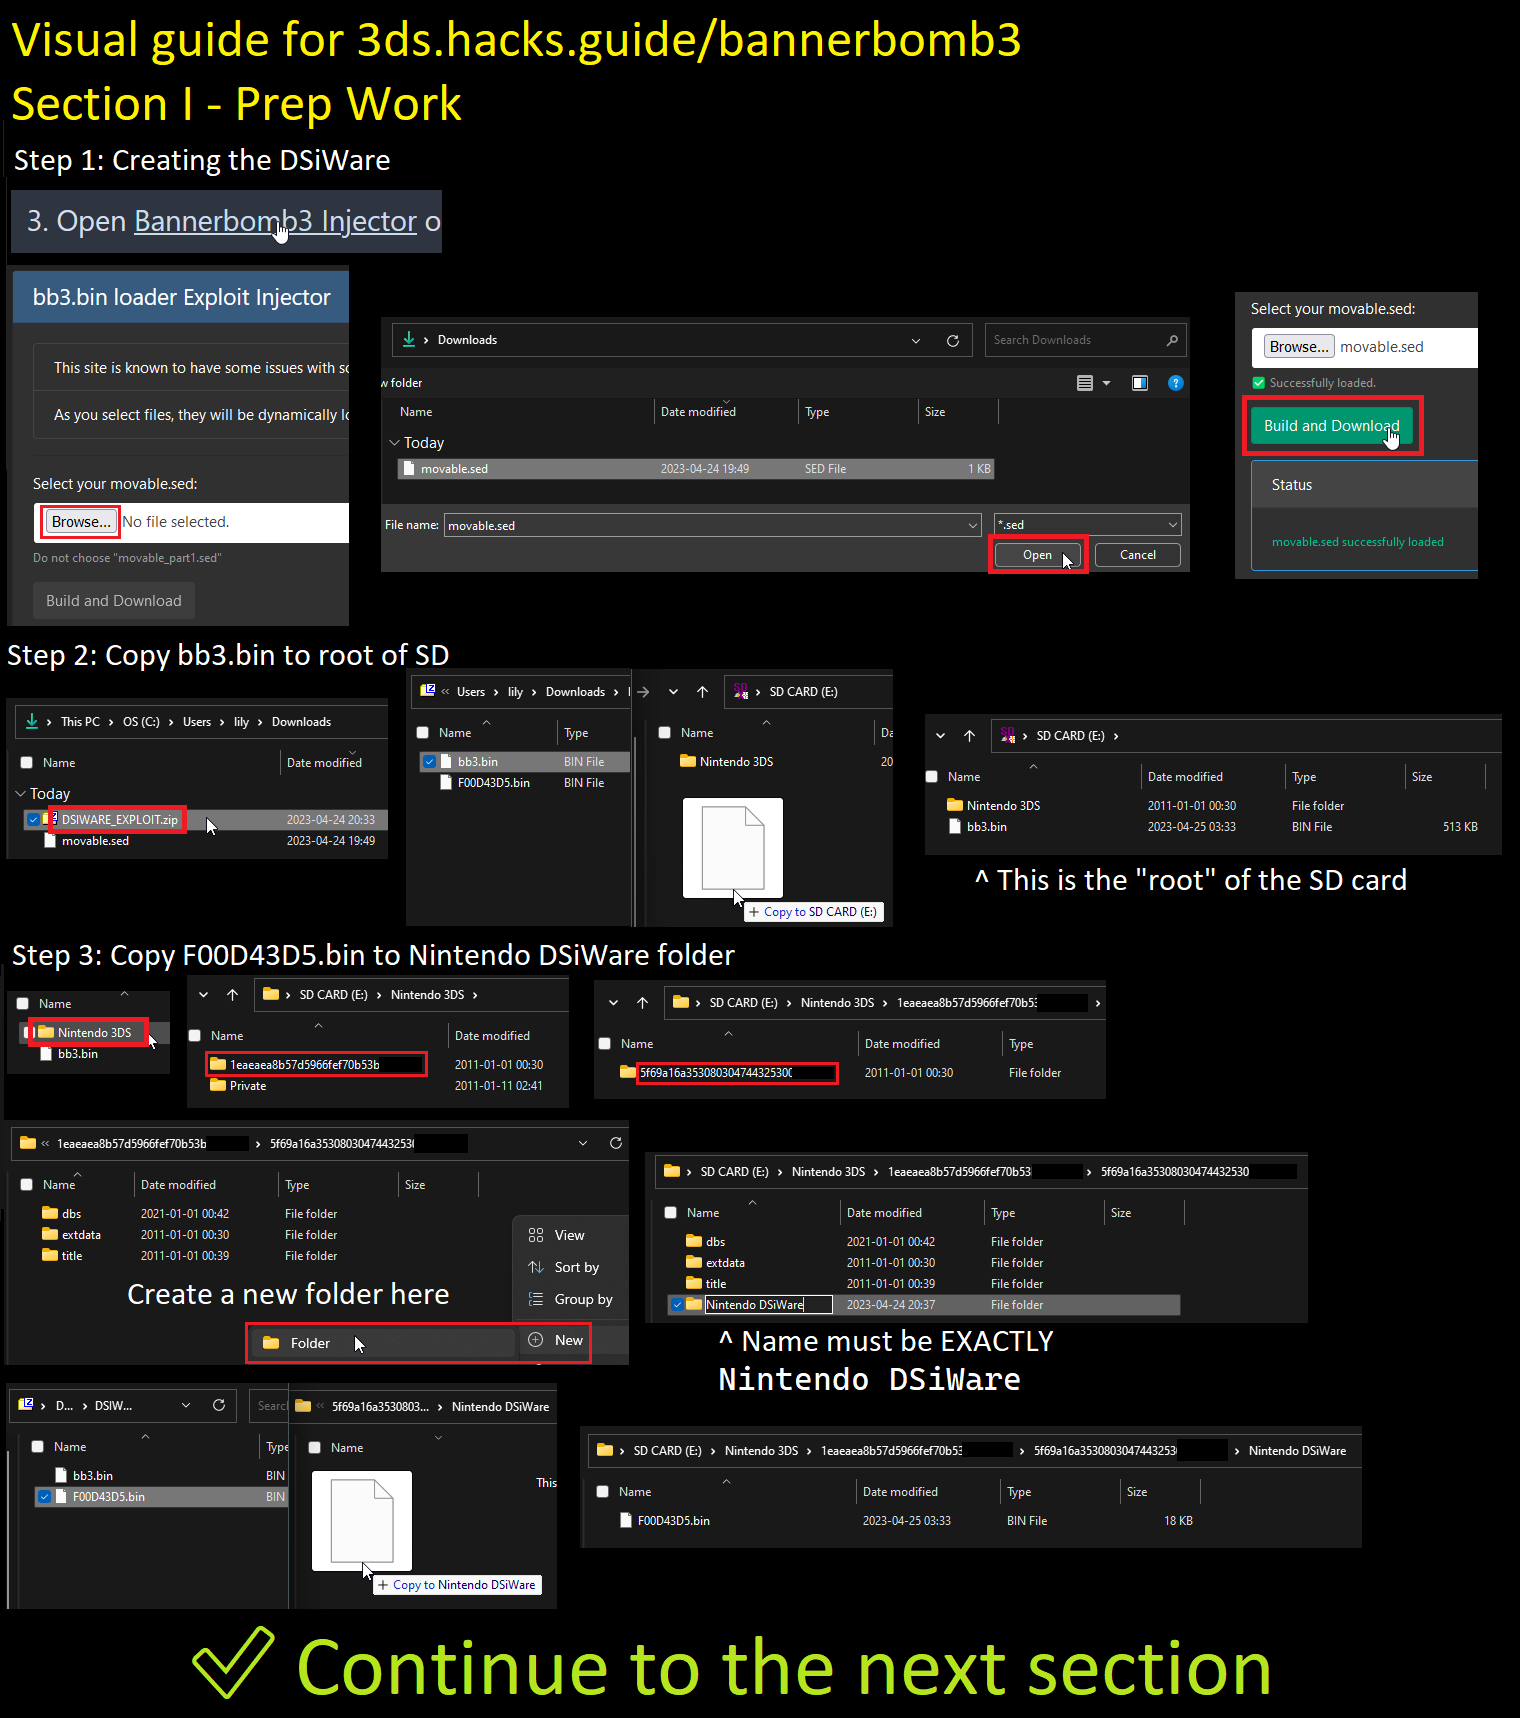 Visual guide for 3ds.hacks.guide/bannerbomb3
Section I - Prep Work
Step 1: Creating the DSiWare
3. Open Bannerbomb3 Injector o
bb3.bin loader Exploit Injector
This site is known to have some issues with sc
As you select files, they will be dynamically lo
Select your movable.sed:
Browse... No file selected.
Do not choose "movable_part1.sed"
Build and Download
Downloads
Search Downloads
w folder
Name Date modified Type Size
Today
movable.sed 2023-04-24 19:49 SED File 1 KB
File name: movable.sed *.sed
Open Cancel
Select your movable.sed:
Browse... movable.sed
Successfully loaded.
Build and Download
Status
movable.sed successfully loaded
Step 2: Copy bb3.bin to root of SD
This PC › OS (C:) › Users › lily › Downloads
Name Date modified
Today
DSIWARE_EXPLOIT.zip 2023-04-24 20:33
movable.sed 2023-04-24 19:49
« Users › lily › Downloads ›
Name Type
bb3.bin BIN File
F00D43D5.bin BIN File
› SD CARD (E:)
Name Da
Nintendo 3DS 20
+ Copy to SD CARD (E:)
› SD CARD (E:) ›
Name Date modified Type Size
Nintendo 3DS 2011-01-01 00:30 File folder
bb3.bin 2023-04-25 03:33 BIN File 513 KB
^ This is the "root" of the SD card
Step 3: Copy F00D43D5.bin to Nintendo DSiWare folder
Name
Nintendo 3DS
bb3.bin
› SD CARD (E:) › Nintendo 3DS ›
Name Date modified
1eaeaea8b57d5966fef70b53b 2011-01-01 00:30
Private 2011-01-11 02:41
› SD CARD (E:) › Nintendo 3DS › 1eaeaea8b57d5966fef70b53 ›
Name Date modified Type
5f69a16a35308030474432530 2011-01-01 00:30 File folder
« 1eaeaea8b57d5966fef70b53b › 5f69a16a3530803047443253
Name Date modified Type Size
dbs 2021-01-01 00:42 File folder
extdata 2011-01-01 00:30 File folder
title 2011-01-01 00:39 File folder
View
Sort by
Group by
New
Folder
Create a new folder here
› SD CARD (E:) › Nintendo 3DS › 1eaeaea8b57d5966fef70b53 › 5f69a16a35308030474432530
Name Date modified Type Size
dbs 2021-01-01 00:42 File folder
extdata 2011-01-01 00:30 File folder
title 2011-01-01 00:39 File folder
Nintendo DSiWare 2023-04-24 20:37 File folder
^ Name must be EXACTLY
Nintendo DSiWare
› D... › DSIW...
Searc
Name Type
bb3.bin BIN
F00D43D5.bin BIN
« 5f69a16a3530803... › Nintendo DSiWare
Name
This
+ Copy to Nintendo DSiWare
› SD CARD (E:) › Nintendo 3DS › 1eaeaea8b57d5966fef70b53 › 5f69a16a3530803047443253 › Nintendo DSiWare
Name Date modified Type Size
F00D43D5.bin 2023-04-25 03:33 BIN File 18 KB
Continue to the next section